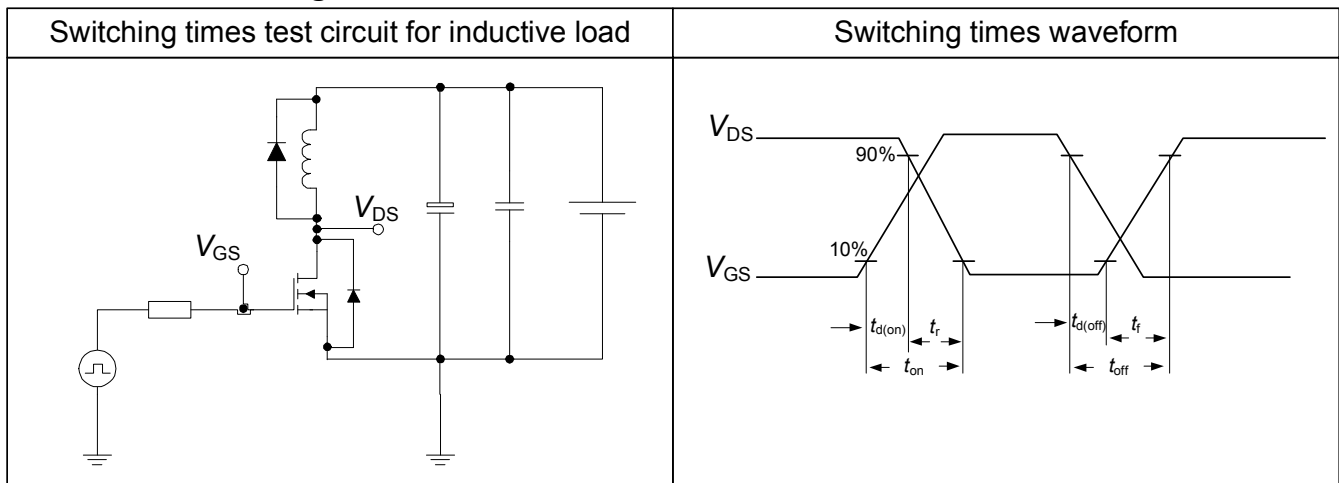 Switching times test circuit for inductive load
Switching times waveform
VDS
VGS
VDS
90%
10%
VGS
td(on)
tr
td(off)
tf
ton
toff